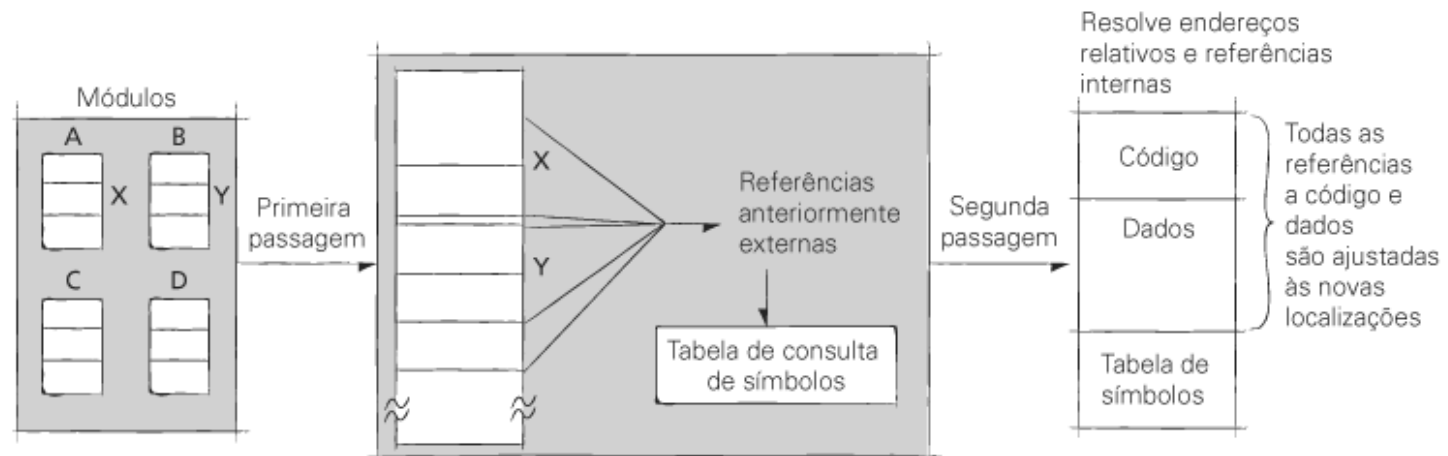 Módulos
A
B
X
Y
C
D
Primeira
passagem
X
Y
Referências
anteriormente
externas
Tabela de consulta
de símbolos
Segunda
passagem
Resolve endereços
relativos e referências
internas
Código
Dados
Tabela de
símbolos
Todas as
referências
a código e
dados
são ajustadas
às novas
localizações